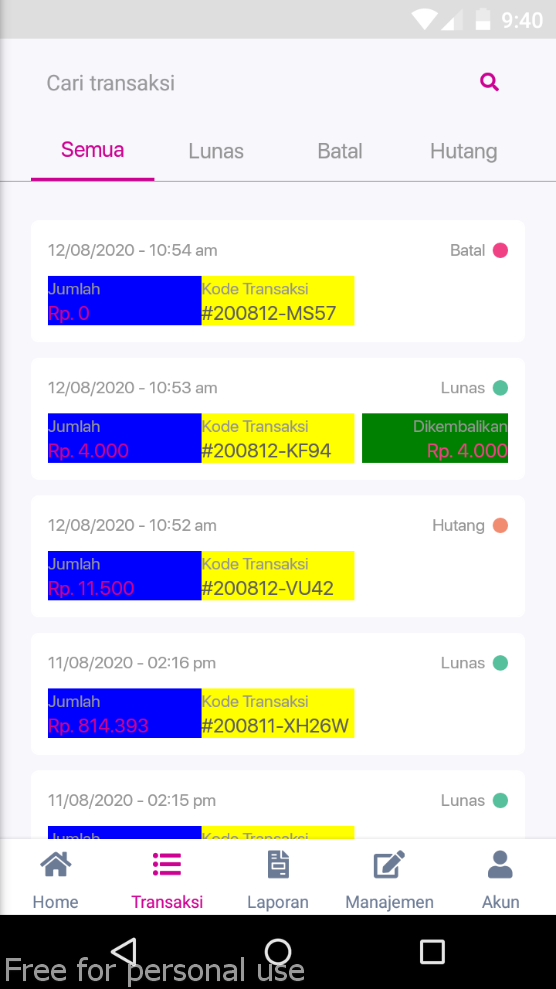 9:40
Cari transaksi
Semua Lunas Batal Hutang
12/08/2020 - 10:54 am Batal
Jumlah Kode Transaksi
Rp. 0 #200812-MS57
12/08/2020 - 10:53 am Lunas
Jumlah Kode Transaksi Dikembalikan
Rp. 4.000 #200812-KF94 Rp. 4.000
12/08/2020 - 10:52 am Hutang
Jumlah Kode Transaksi
Rp. 11.500 #200812-VU42
11/08/2020 - 02:16 pm Lunas
Jumlah Kode Transaksi
Rp. 814.393 #200811-XH26W
11/08/2020 - 02:15 pm Lunas
Jumlah Kode Transaksi
Home Transaksi Laporan Manajemen Akun
Free for personal use